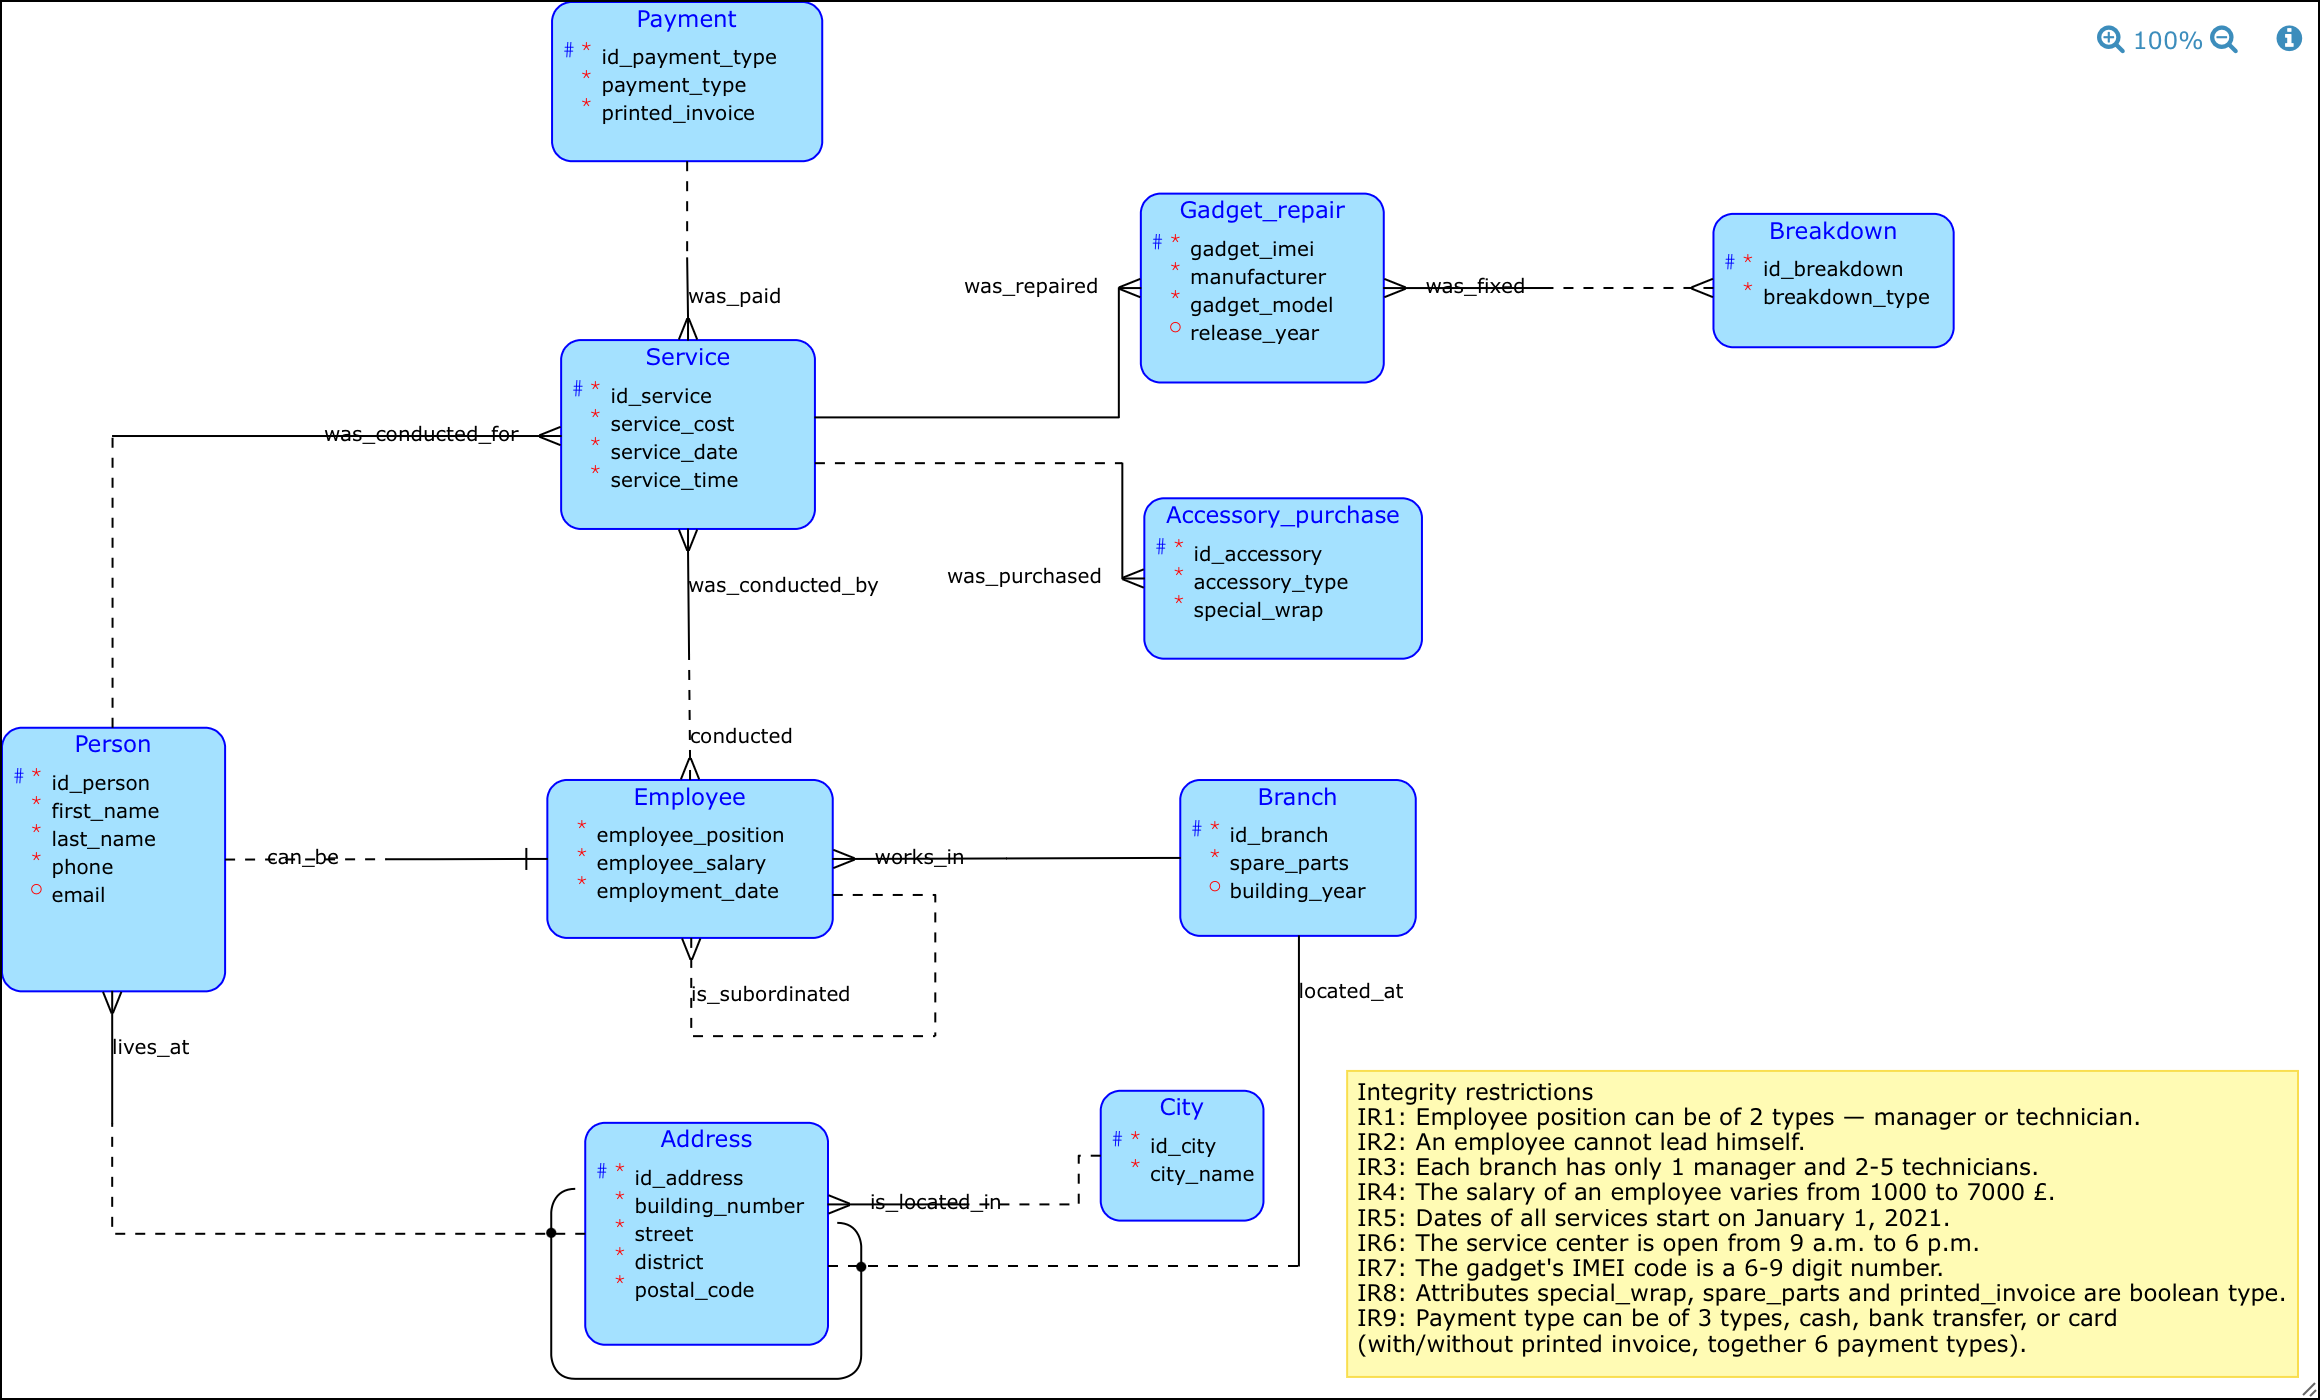 Payment
# * id_payment_type
* payment_type
* printed_invoice
100%
Gadget_repair
# * gadget_imei
* manufacturer
* gadget_model
release_year
Breakdown
# * id_breakdown
* breakdown_type
was_paid
was_repaired
was_fixed
Service
# * id_service
* service_cost
* service_date
* service_time
was_conducted_for
Accessory_purchase
# * id_accessory
* accessory_type
* special_wrap
was_purchased
was_conducted_by
conducted
Person
# * id_person
* first_name
* last_name
* phone
email
can_be
Employee
* employee_position
* employee_salary
* employment_date
works_in
Branch
# * id_branch
* spare_parts
building_year
is_subordinated
located_at
lives_at
Address
# * id_address
* building_number
* street
* district
* postal_code
is_located_in
City
# * id_city
* city_name
Integrity restrictions
IR1: Employee position can be of 2 types — manager or technician.
IR2: An employee cannot lead himself.
IR3: Each branch has only 1 manager and 2-5 technicians.
IR4: The salary of an employee varies from 1000 to 7000 £.
IR5: Dates of all services start on January 1, 2021.
IR6: The service center is open from 9 a.m. to 6 p.m.
IR7: The gadget's IMEI code is a 6-9 digit number.
IR8: Attributes special_wrap, spare_parts and printed_invoice are boolean type.
IR9: Payment type can be of 3 types, cash, bank transfer, or card
(with/without printed invoice, together 6 payment types).